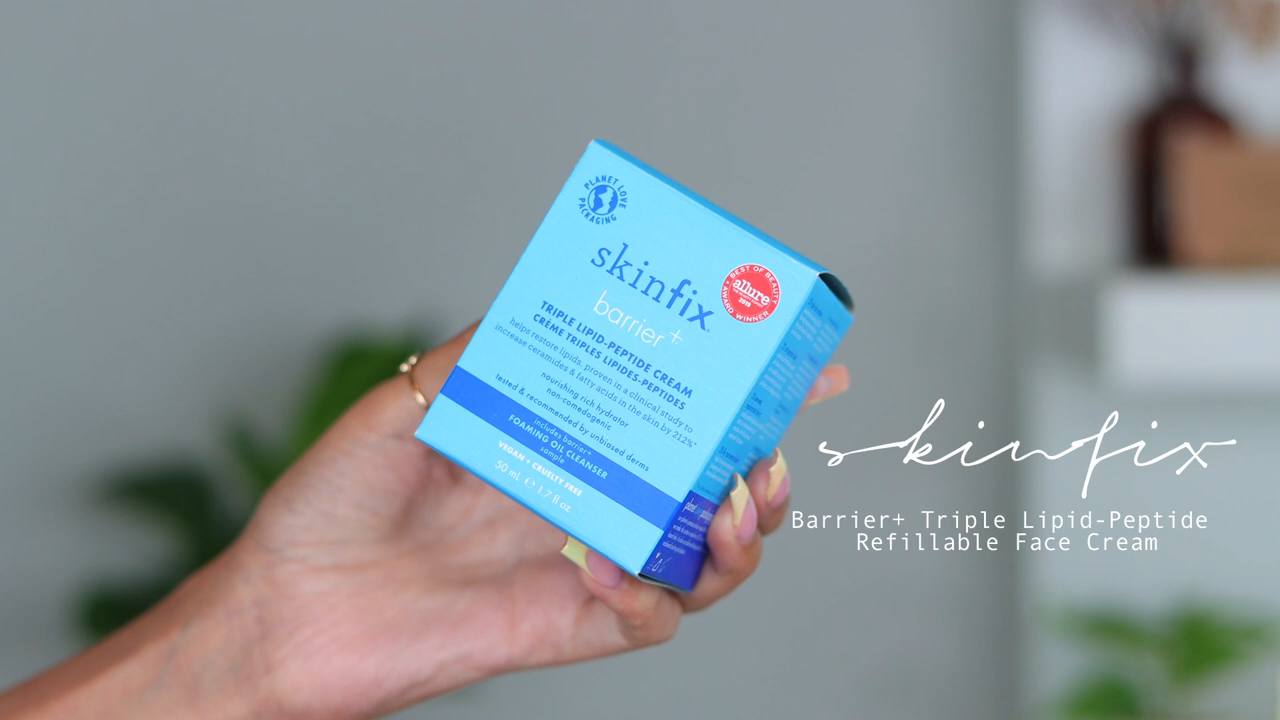 PLANET LOVE PACKAGING
skinfix
barrier+
TRIPLE LIPID-PEPTIDE CREAM
CRÈME TRIPLES LIPIDES-PEPTIDES
helps restore lipids, proven in a clinical study to
increase ceramides & fatty acids in the skin by 212%*
nourishing rich hydrator
non-comedogenic
tested & recommended by unbiased derms
includes barrier+
FOAMING OIL CLEANSER
sample
VEGAN + CRUELTY FREE
50 mL ℮ 1.7 fl oz
BEST OF BEAUTY
allure
2019
AWARD WINNER
skinfix
Barrier+ Triple Lipid-Peptide
Refillable Face Cream